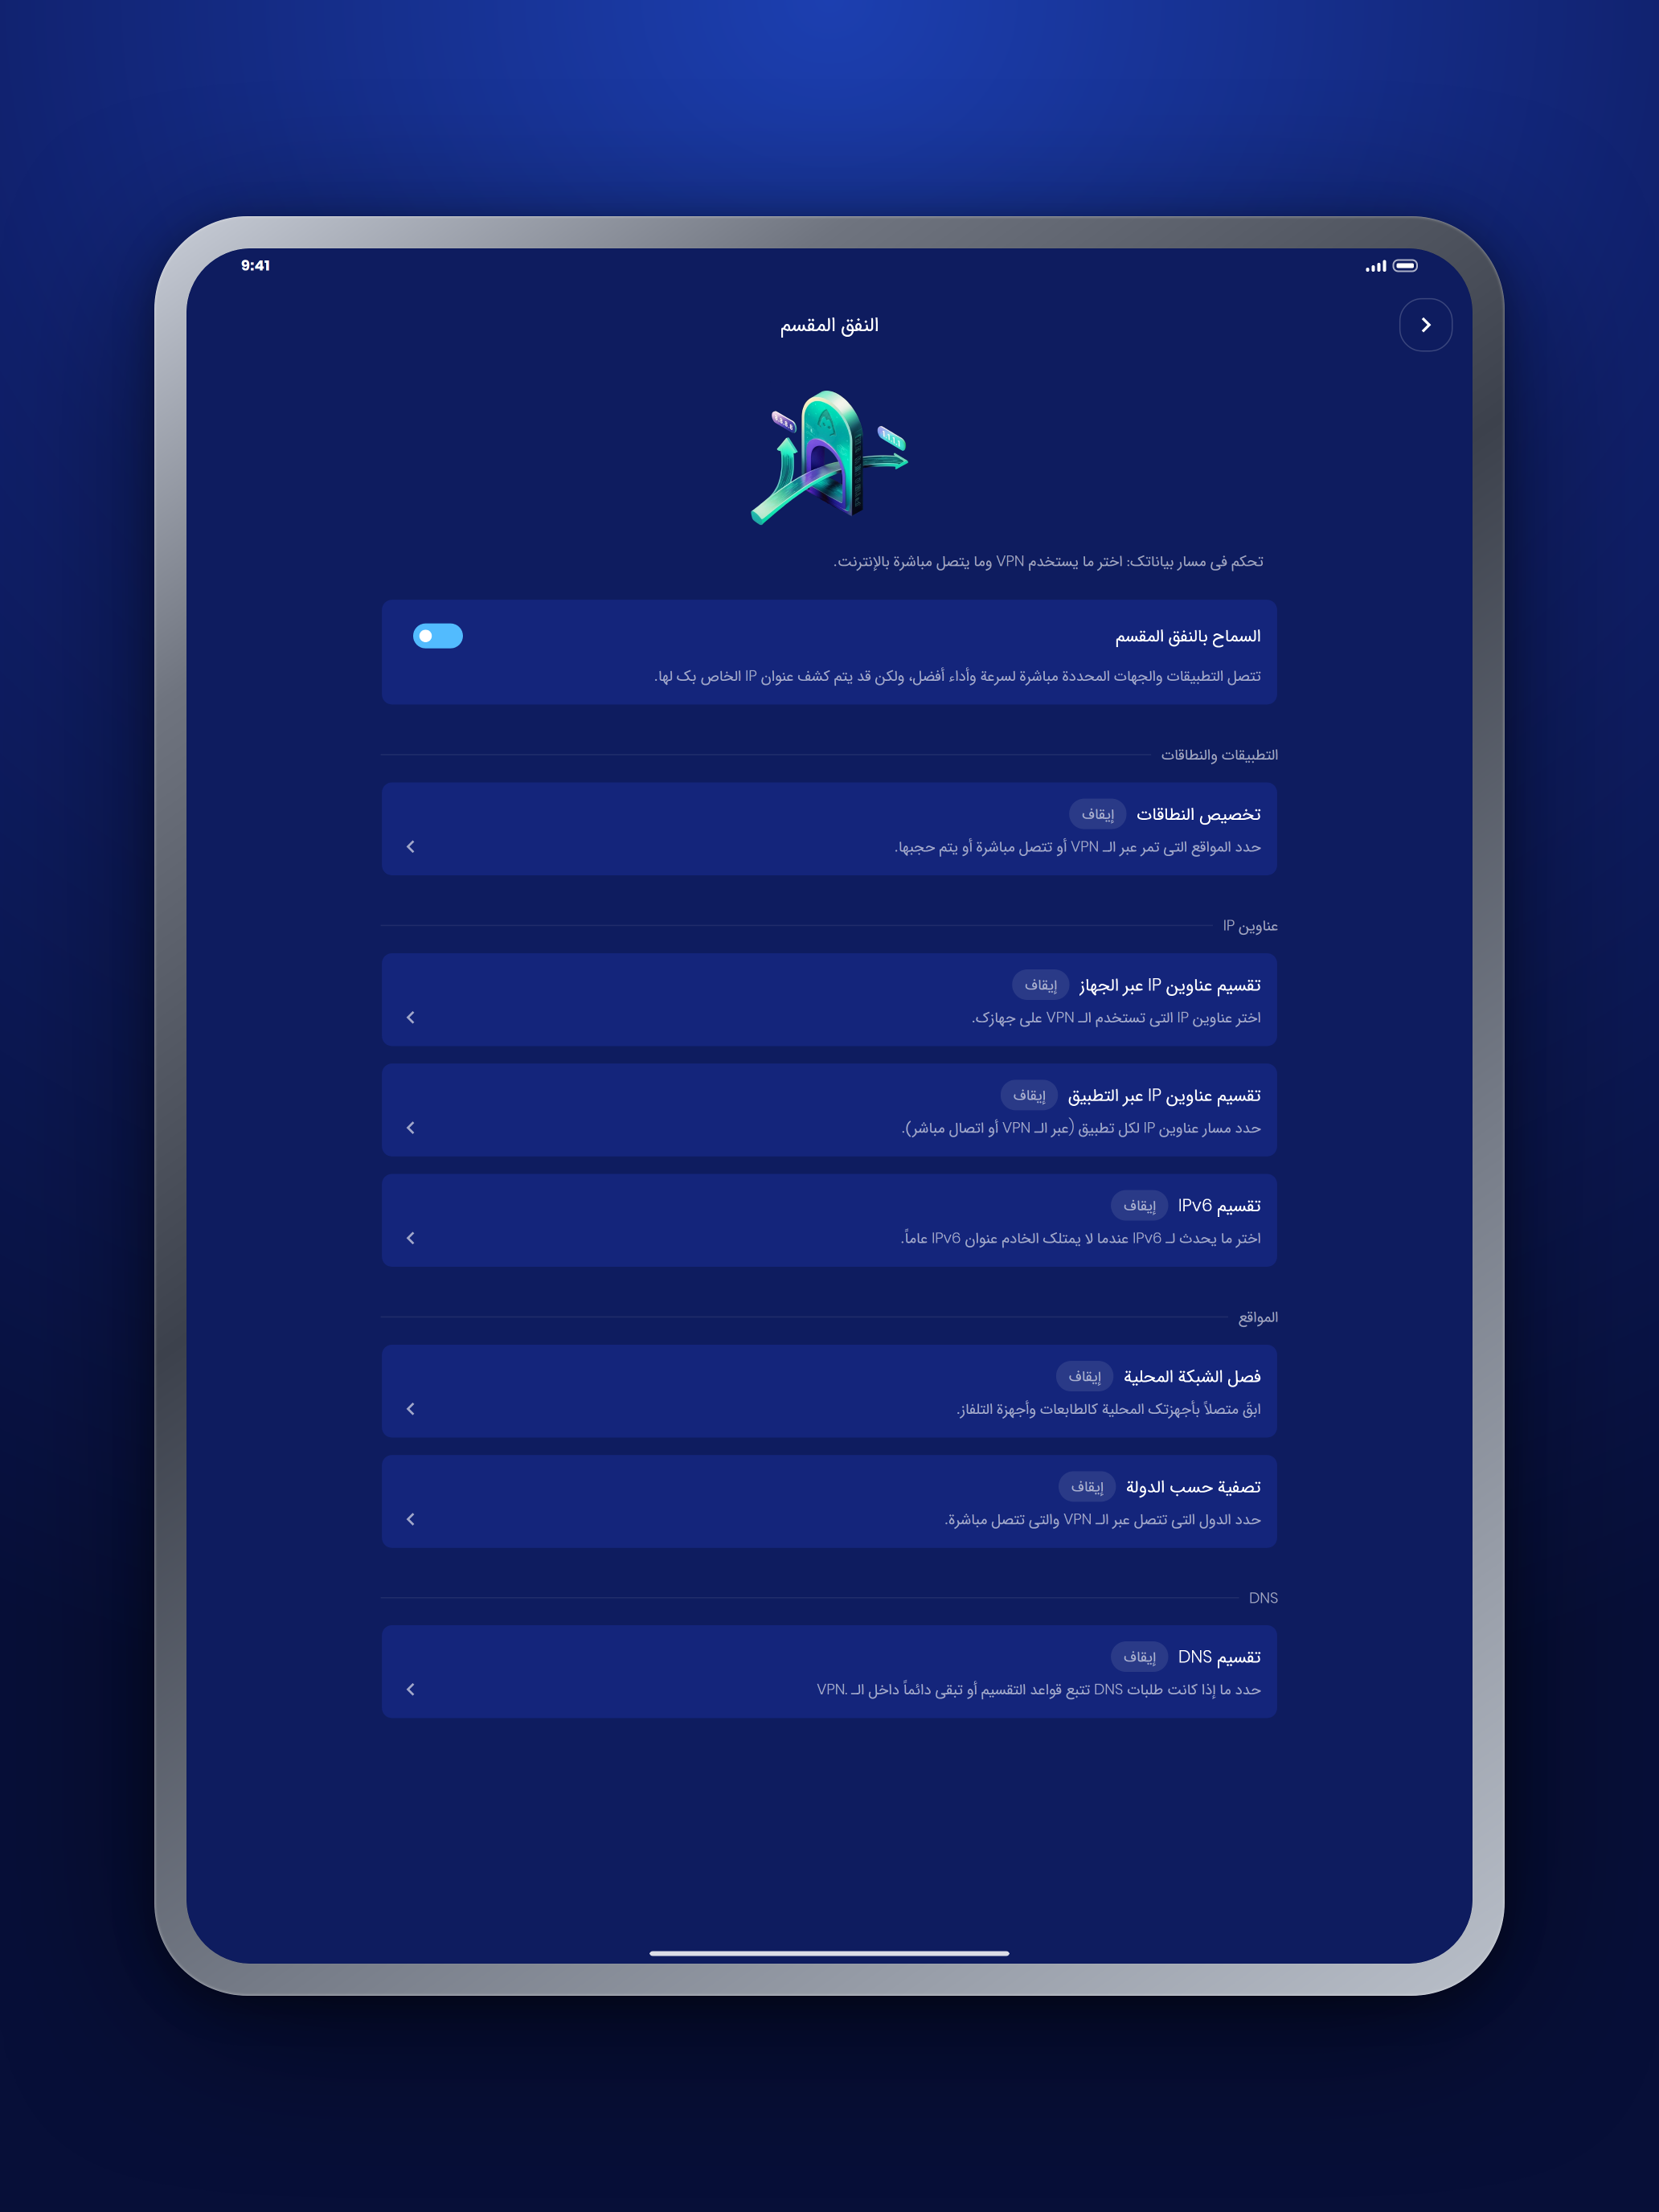 9:41
النفق المقسم
تحكم في مسار بياناتك: اختر ما يستخدم VPN وما يتصل مباشرة بالإنترنت.
السماح بالنفق المقسم
تتصل التطبيقات والجهات المحددة مباشرة لسرعة وأداء أفضل، ولكن قد يتم كشف عنوان IP الخاص بك لها.
التطبيقات والنطاقات
تخصيص النطاقات إيقاف
حدد المواقع التي تمر عبر الـ VPN أو تتصل مباشرة أو يتم حجبها.
عناوين IP
تقسيم عناوين IP عبر الجهاز إيقاف
اختر عناوين IP التي تستخدم الـ VPN على جهازك.
تقسيم عناوين IP عبر التطبيق إيقاف
حدد مسار عناوين IP لكل تطبيق (عبر الـ VPN أو اتصال مباشر).
تقسيم IPv6 إيقاف
اختر ما يحدث لـ IPv6 عندما لا يمتلك الخادم عنوان IPv6 عاماً.
المواقع
فصل الشبكة المحلية إيقاف
ابقَ متصلاً بأجهزتك المحلية كالطابعات وأجهزة التلفاز.
تصفية حسب الدولة إيقاف
حدد الدول التي تتصل عبر الـ VPN والتي تتصل مباشرة.
DNS
تقسيم DNS إيقاف
حدد ما إذا كانت طلبات DNS تتبع قواعد التقسيم أو تبقى دائماً داخل الـ VPN.